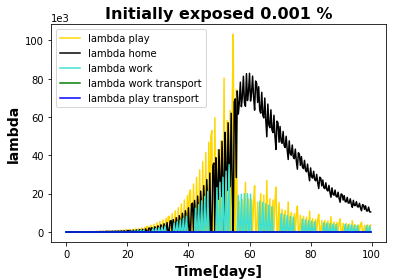 Initially exposed 0.001 %
1e3
lambda play
lambda home
lambda work
lambda work transport
lambda play transport
100
80
60
40
20
0
lambda
0 20 40 60 80 100
Time[days]